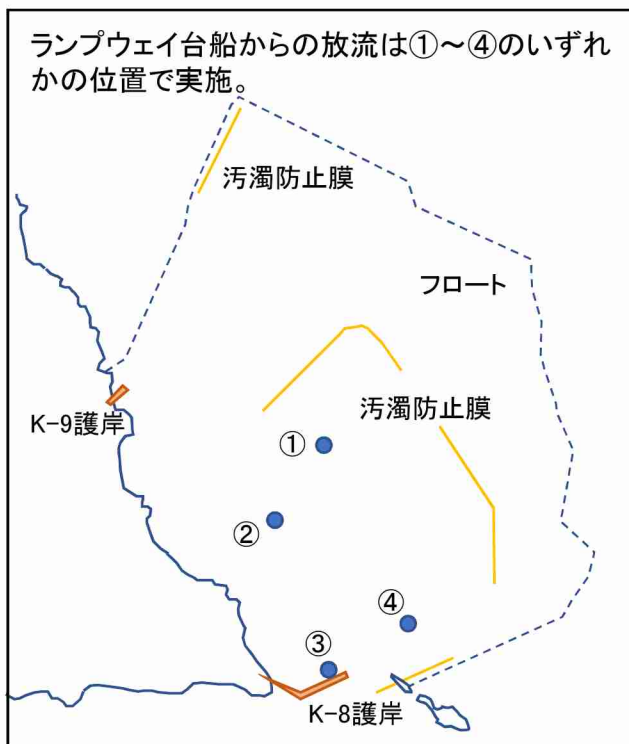 ランプウェイ台船からの放流は①～④のいずれ
かの位置で実施。
汚濁防止膜
フロート
汚濁防止膜
K-9護岸
①
②
④
③
K-8護岸